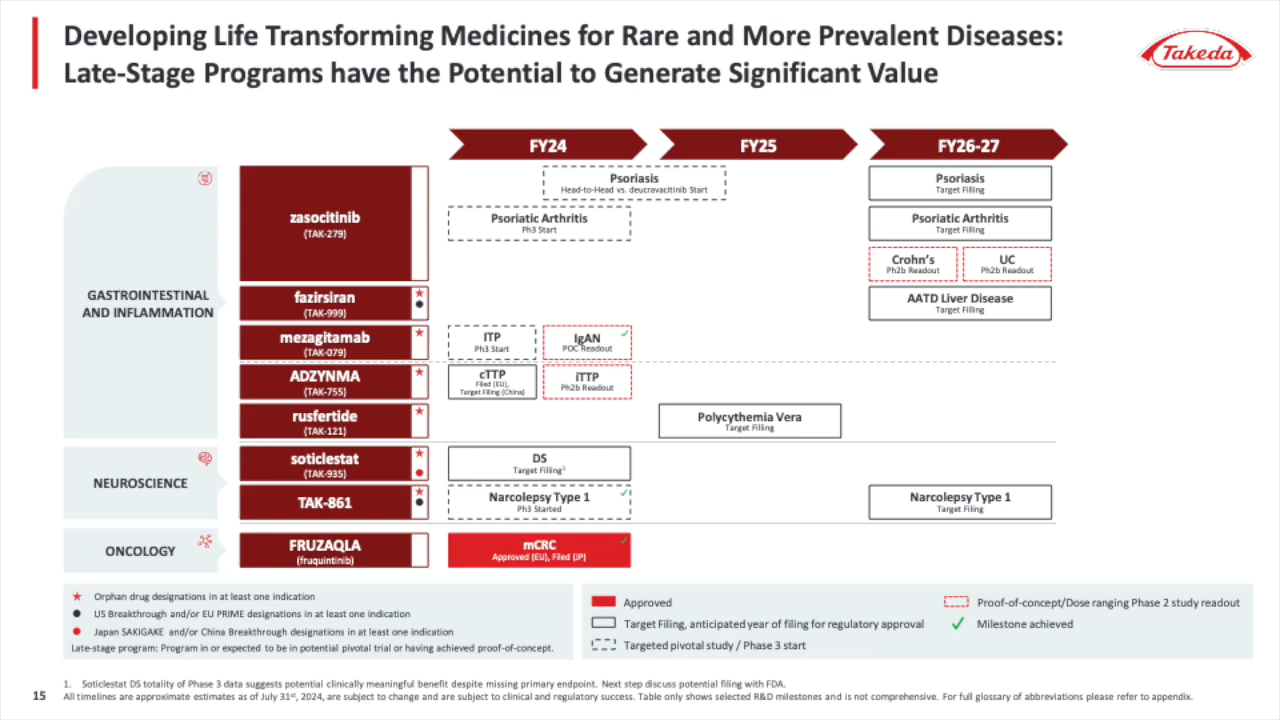 Developing Life Transforming Medicines for Rare and More Prevalent Diseases:
Late-Stage Programs have the Potential to Generate Significant Value
Takeda
FY24
FY25
FY26-27
GASTROINTESTINAL
AND INFLAMMATION
zasocitinib
(TAK-279)
Psoriasis
Head-to-Head vs. deucravacitinib Start
Psoriasis
Target Filling
Psoriatic Arthritis
Ph3 Start
Psoriatic Arthritis
Target Filling
Crohn's
Ph2b Readout
UC
Ph2b Readout
fazirsiran
(TAK-999)
AATD Liver Disease
Target Filling
mezagitamab
(TAK-079)
ITP
Ph3 Start
IgAN
POC Readout
ADZYNMA
(TAK-755)
cTTP
Filed (EU),
Target Filing (China)
iTTP
Ph2b Readout
rusfertide
(TAK-121)
Polycythemia Vera
Target Filling
NEUROSCIENCE
soticlestat
(TAK-935)
DS
Target Filling1
TAK-861
Narcolepsy Type 1
Ph3 Started
Narcolepsy Type 1
Target Filing
ONCOLOGY
FRUZAQLA
(fruquintinib)
mCRC
Approved (EU), Filed (JP)
Orphan drug designations in at least one indication
US Breakthrough and/or EU PRIME designations in at least one indication
Japan SAKIGAKE and/or China Breakthrough designations in at least one indication
Late-stage program: Program in or expected to be in potential pivotal trial or having achieved proof-of-concept.
Approved
Target Filing, anticipated year of filing for regulatory approval
Targeted pivotal study / Phase 3 start
Proof-of-concept/Dose ranging Phase 2 study readout
Milestone achieved
1. Soticlestat DS totality of Phase 3 data suggests potential clinically meaningful benefit despite missing primary endpoint. Next step discuss potential filing with FDA.
All timelines are approximate estimates as of July 31st, 2024, are subject to change and are subject to clinical and regulatory success. Table only shows selected R&D milestones and is not comprehensive. For full glossary of abbreviations please refer to appendix.
15